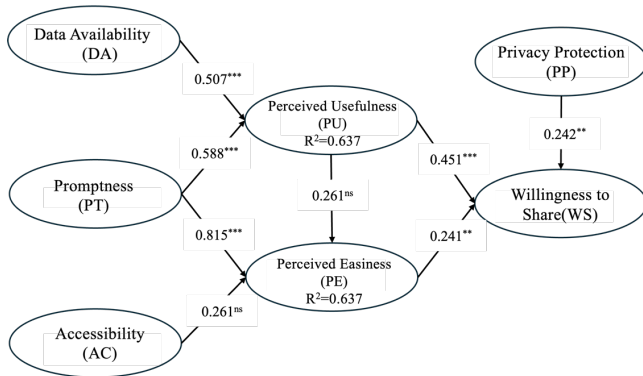 Data Availability
(DA)
Privacy Protection
(PP)
0.507***
Perceived Usefulness
(PU)
R²=0.637
0.242**
0.588***
0.451***
Promptness
(PT)
0.261ns
Willingness to
Share(WS)
0.815***
0.241**
Perceived Easiness
(PE)
R²=0.637
0.261ns
Accessibility
(AC)